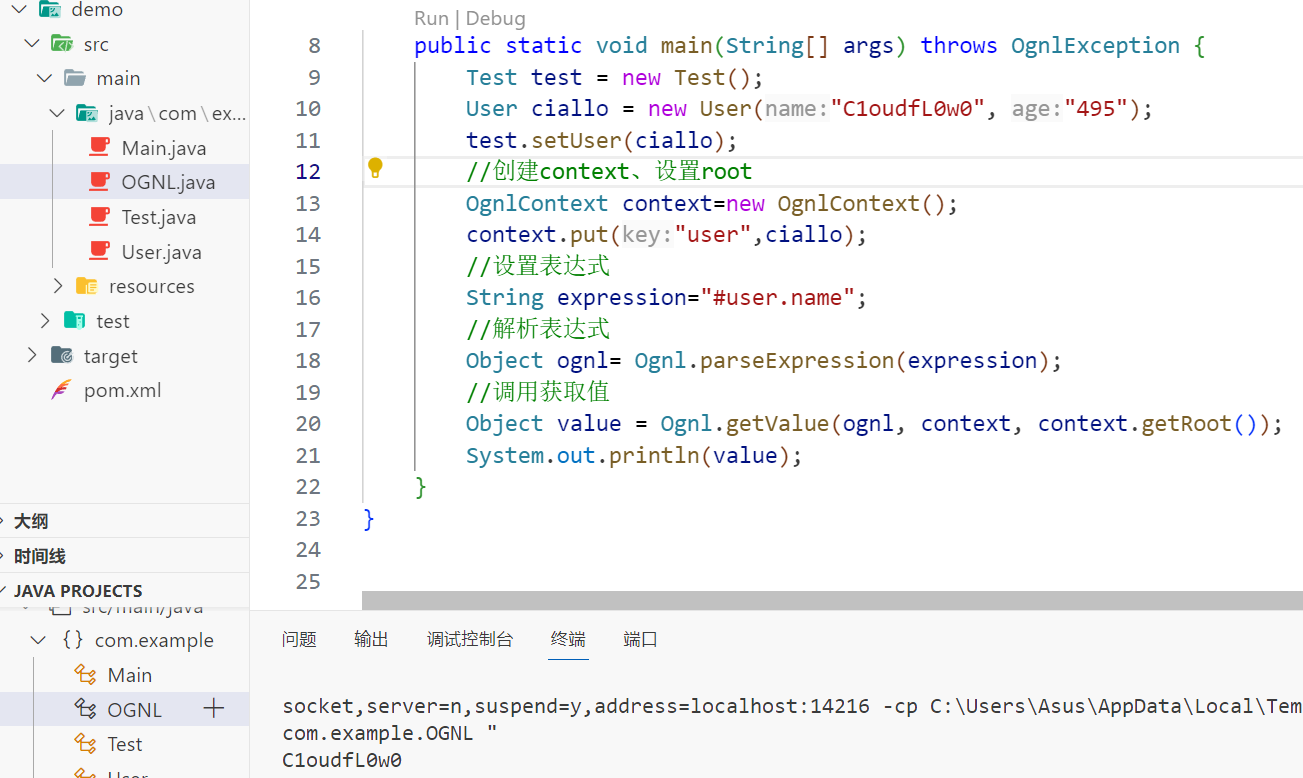 demo
src
main
java\com\ex...
Main.java
OGNL.java
Test.java
User.java
resources
test
target
pom.xml
大纲
时间线
JAVA PROJECTS
src/main/java
{} com.example
Main
OGNL
Test
User
Run | Debug
8 public static void main(String[] args) throws OgnlException {
9 Test test = new Test();
10 User ciallo = new User(name:"C1oudfL0w0", age:"495");
11 test.setUser(ciallo);
12 //创建context、设置root
13 OgnlContext context=new OgnlContext();
14 context.put(key:"user",ciallo);
15 //设置表达式
16 String expression="#user.name";
17 //解析表达式
18 Object ognl= Ognl.parseExpression(expression);
19 //调用获取值
20 Object value = Ognl.getValue(ognl, context, context.getRoot());
21 System.out.println(value);
22 }
23 }
24
25
问题 输出 调试控制台 终端 端口
socket,server=n,suspend=y,address=localhost:14216 -cp C:\Users\Asus\AppData\Local\Tem
com.example.OGNL "
C1oudfL0w0